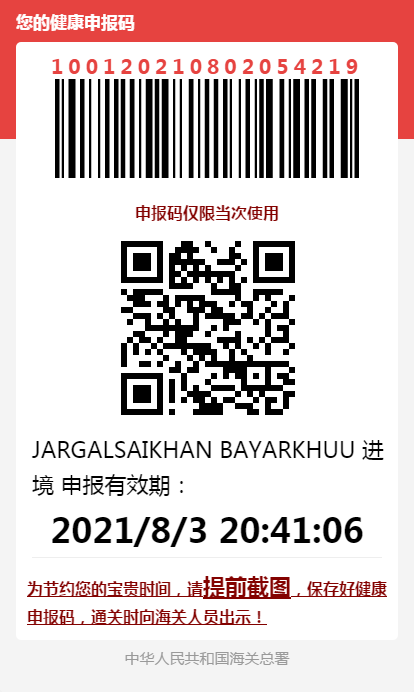 您的健康申报码
100120210802054219
申报码仅限当次使用
JARGALSAIKHAN BAYARKHUU 进
境 申报有效期：
2021/8/3 20:41:06
为节约您的宝贵时间，请提前截图，保存好健康
申报码，通关时向海关人员出示！
中华人民共和国海关总署